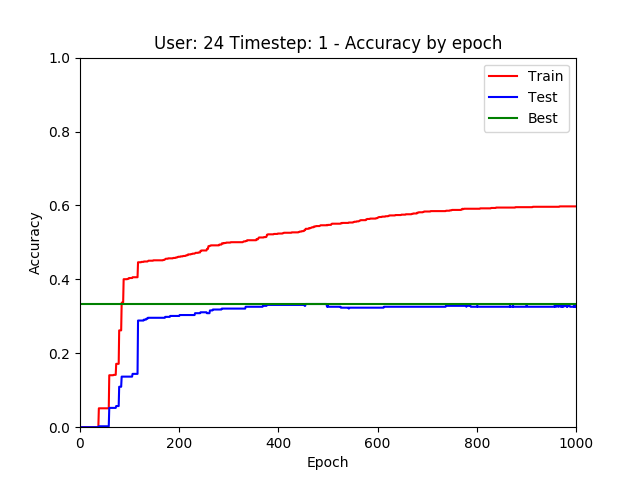 User: 24 Timestep: 1 - Accuracy by epoch
1.0
0.8
0.6
0.4
0.2
0.0
Accuracy
Train
Test
Best
0 200 400 600 800 1000
Epoch